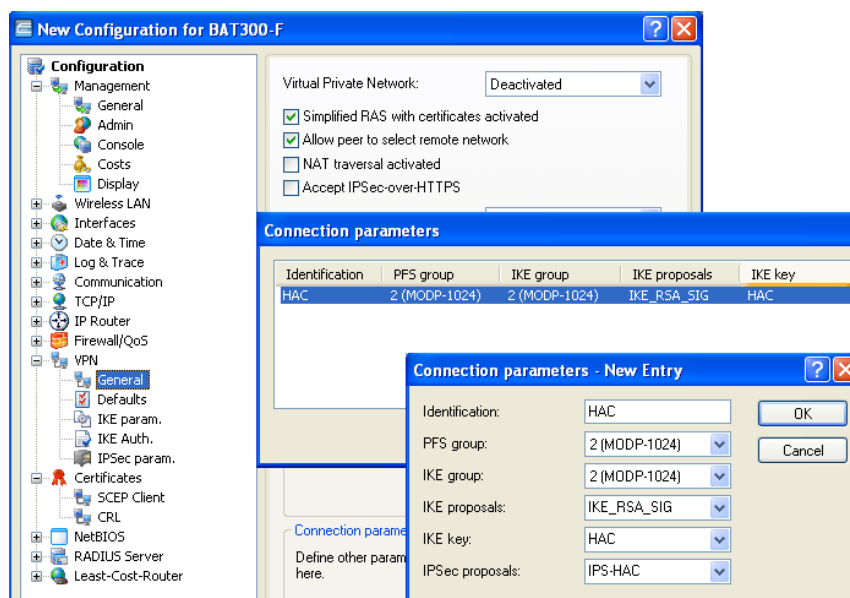 New Configuration for BAT300-F
Configuration
Management
General
Admin
Console
Costs
Display
Wireless LAN
Interfaces
Date & Time
Log & Trace
Communication
TCP/IP
IP Router
Firewall/QoS
VPN
General
Defaults
IKE param.
IKE Auth.
IPSec param.
Certificates
SCEP Client
CRL
NetBIOS
RADIUS Server
Least-Cost-Router
Virtual Private Network: Deactivated
Simplified RAS with certificates activated
Allow peer to select remote network
NAT traversal activated
Accept IPSec-over-HTTPS
Connection parameters
Identification PFS group IKE group IKE proposals IKE key
HAC 2 (MODP-1024) 2 (MODP-1024) IKE_RSA_SIG HAC
Connection parame
Define other param
here.
Connection parameters - New Entry
Identification: HAC OK
PFS group: 2 (MODP-1024) Cancel
IKE group: 2 (MODP-1024)
IKE proposals: IKE_RSA_SIG
IKE key: HAC
IPSec proposals: IPS-HAC